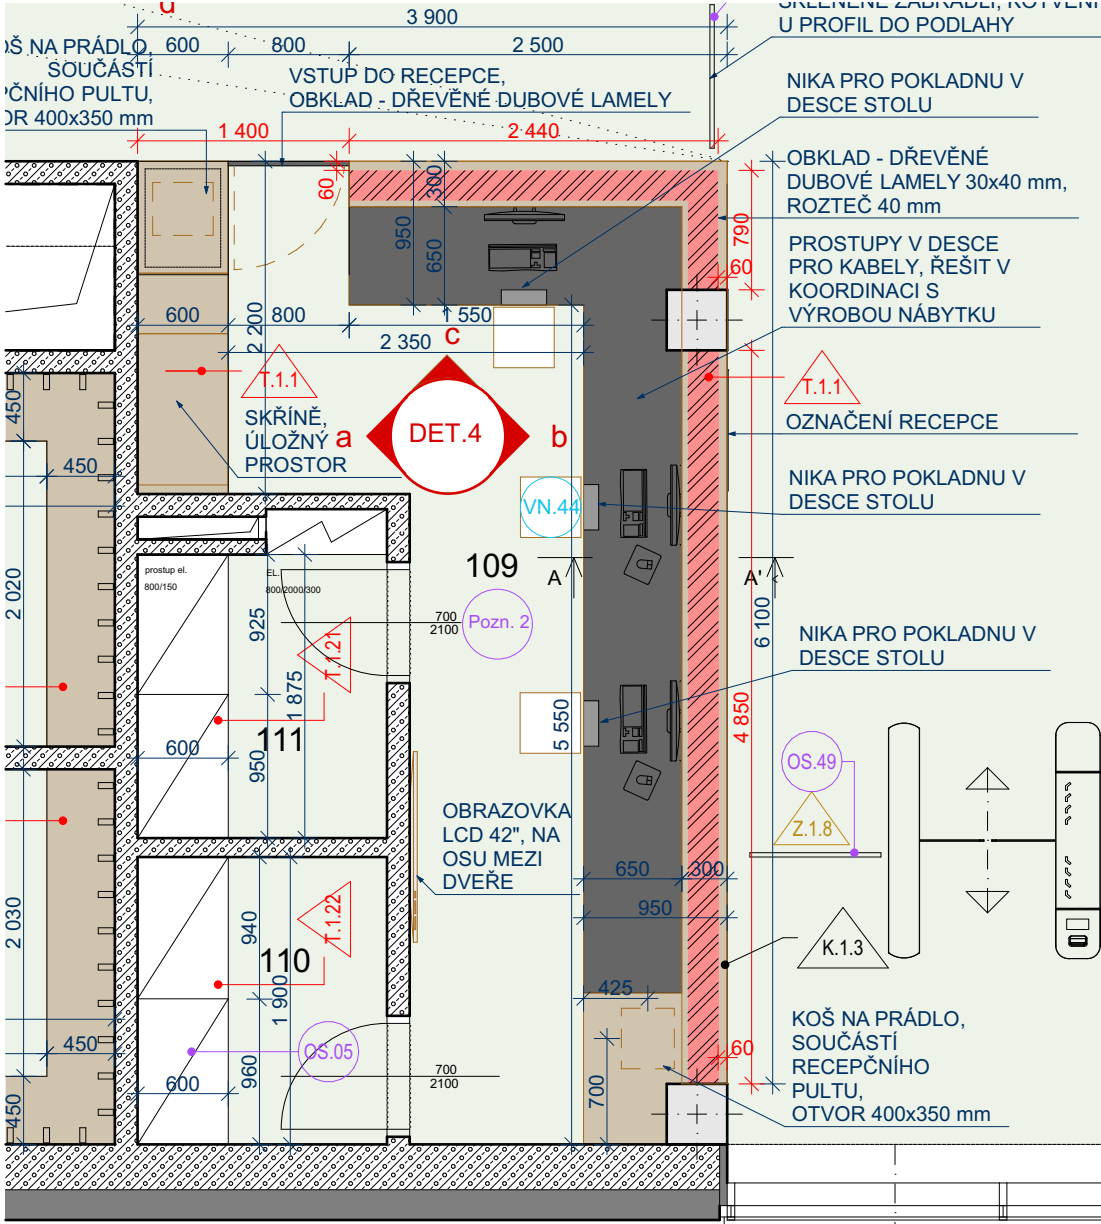 d
3 900
SKLENĚNÉ ZÁBRADLÍ, KOTVENÍ
U PROFIL DO PODLAHY
600
800
2 500
OŠ NA PRÁDLO,
SOUČÁSTÍ
PČNÍHO PULTU,
OR 400x350 mm
VSTUP DO RECEPCE,
OBKLAD - DŘEVĚNÉ DUBOVÉ LAMELY
NIKA PRO POKLADNU V
DESCE STOLU
1 400
2 440
OBKLAD - DŘEVĚNÉ
DUBOVÉ LAMELY 30x40 mm,
ROZTEČ 40 mm
60
300
950
650
790
60
PROSTUPY V DESCE
PRO KABELY, ŘEŠIT V
KOORDINACI S
VÝROBOU NÁBYTKU
600
2 200
800
550
2 350
c
T.1.1
T.1.1
SKŘÍNĚ,
ÚLOŽNÝ
PROSTOR
a
DET.4
b
OZNAČENÍ RECEPCE
450
450
NIKA PRO POKLADNU V
DESCE STOLU
VN.44
109
A
A'
prostup el.
800/150
EL.
800/2000/300
2 020
925
700
2100
Pozn. 2
6 100
T.1.21
NIKA PRO POKLADNU V
DESCE STOLU
1 875
5 550
4 850
111
600
950
OS.49
Z.1.8
OBRAZOVKA
LCD 42", NA
OSU MEZI
DVEŘE
650
300
950
2 030
940
T.1.22
K.1.3
110
1 900
425
KOŠ NA PRÁDLO,
SOUČÁSTÍ
RECEPČNÍHO
PULTU,
OTVOR 400x350 mm
450
OS.05
60
600
960
700
2100
700
450